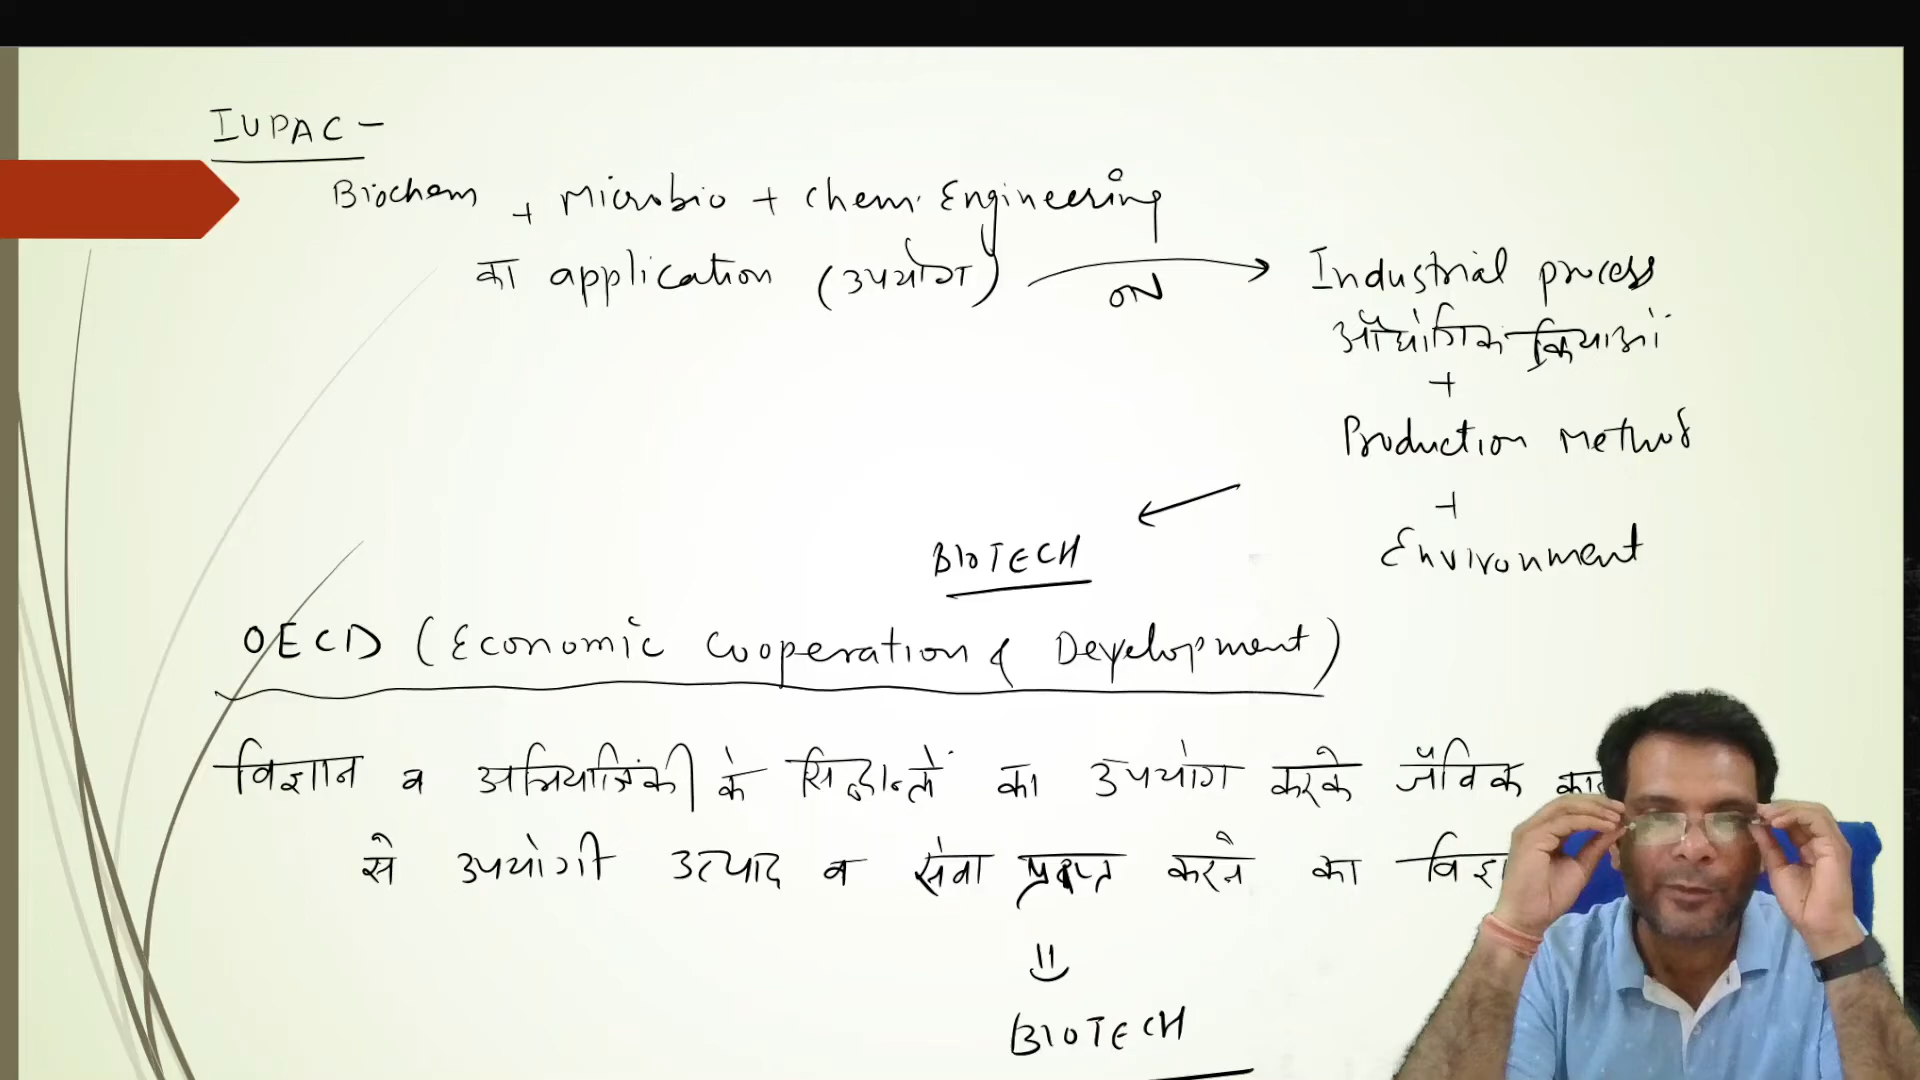 IUPAC -
Biochem + Microbio + Chem. Engineering
का application (उपयोग)
ON
Industrial process
औद्योगिक क्रियाओं
+
Production Method
+
Environment
BIOTECH
OECD (Economic Cooperation & Development)
विज्ञान व अभियांत्रिकी के सिद्धान्तों का उपयोग करके जैविक
से उपयोगी उत्पाद व सेवा प्राप्त करने का
BIOTECH